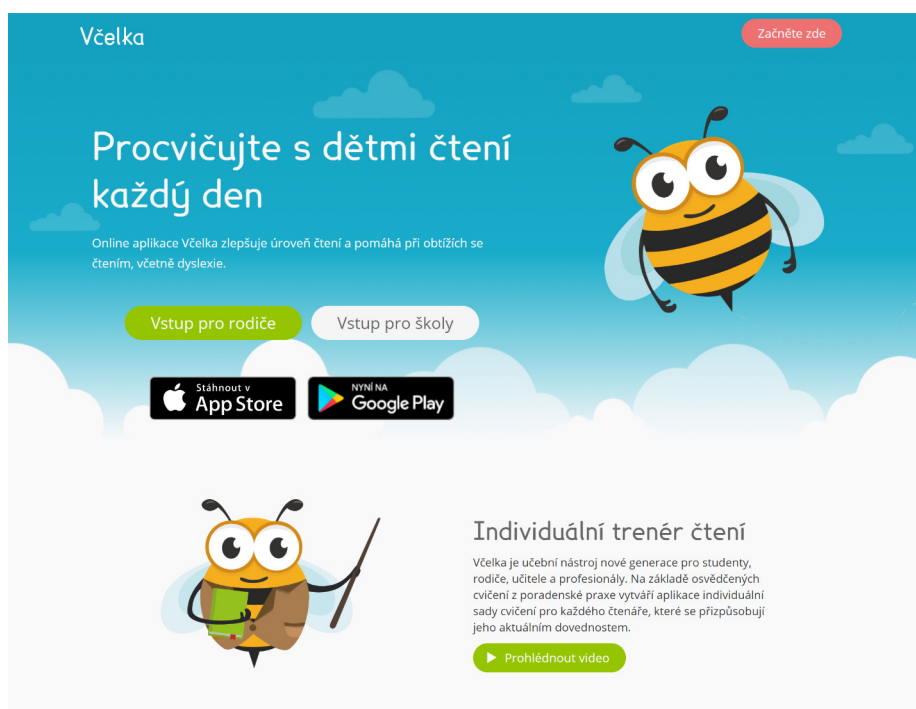 Včelka
Začněte zde
Procvičujte s dětmi čtení
každý den
Online aplikace Včelka zlepšuje úroveň čtení a pomáhá při obtížích se
čtením, včetně dyslexie.
Vstup pro rodiče
Vstup pro školy
Stáhnout v
App Store
NYNÍ NA
Google Play
Individuální trenér čtení
Včelka je učební nástroj nové generace pro studenty,
rodiče, učitele a profesionály. Na základě osvědčených
cvičení z poradenské praxe vytváří aplikace individuální
sady cvičení pro každého čtenáře, které se přizpůsobují
jeho aktuálním dovednostem.
Prohlédnout video